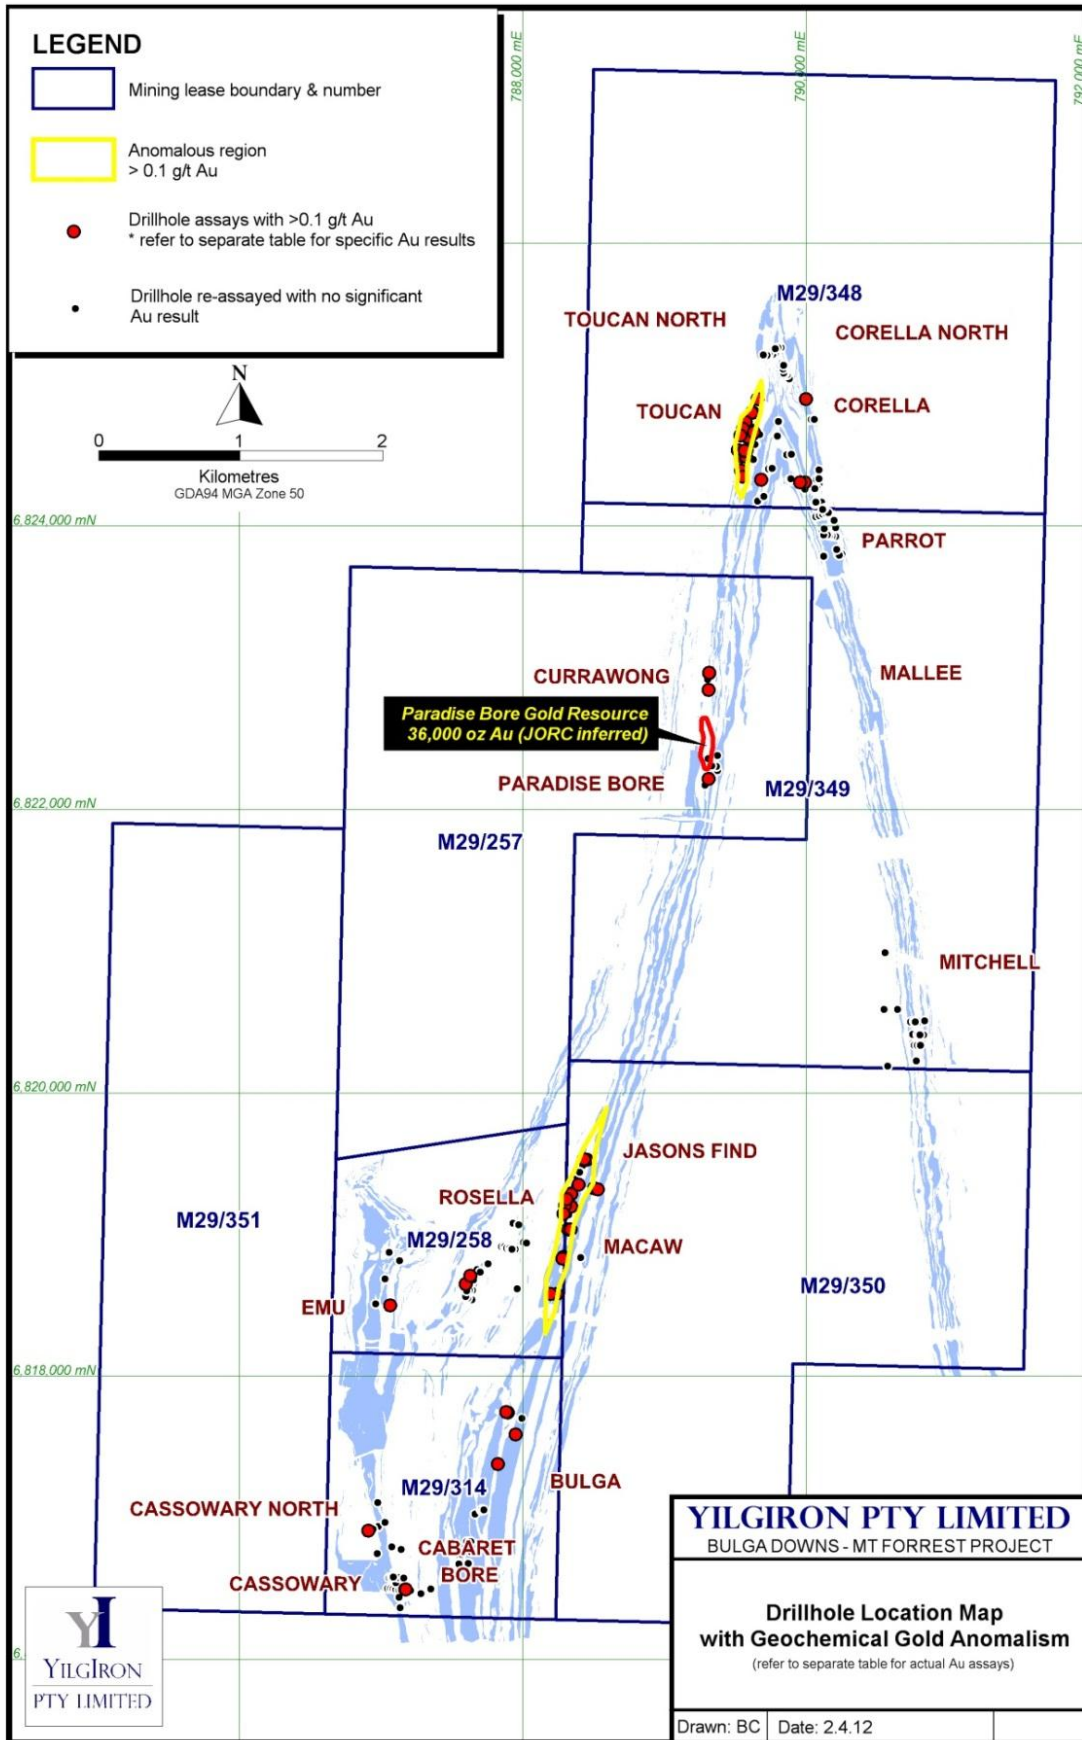 LEGEND
Mining lease boundary & number
Anomalous region
> 0.1 g/t Au
Drillhole assays with >0.1 g/t Au
* refer to separate table for specific Au results
Drillhole re-assayed with no significant
Au result
788,000 mE
790,000 mE
792,000
N
0 1 2
Kilometres
GDA94 MGA Zone 50
M29/348
TOUCAN NORTH
CORELLA NORTH
TOUCAN
CORELLA
6,824,000 mN
PARROT
CURRAWONG
MALLEE
Paradise Bore Gold Resource
36,000 oz Au (JORC inferred)
PARADISE BORE
M29/349
6,822,000 mN
M29/257
MITCHELL
6,820,000 mN
JASONS FIND
ROSELLA
M29/351
M29/258
MACAW
M29/350
EMU
6,818,000 mN
M29/314
BULGA
CASSOWARY NORTH
CABARET
BORE
CASSOWARY
YI
YILGIRON
PTY LIMITED
YILGIRON PTY LIMITED
BULGA DOWNS - MT FORREST PROJECT
Drillhole Location Map
with Geochemical Gold Anomalism
(refer to separate table for actual Au assays)
Drawn: BC Date: 2.4.12